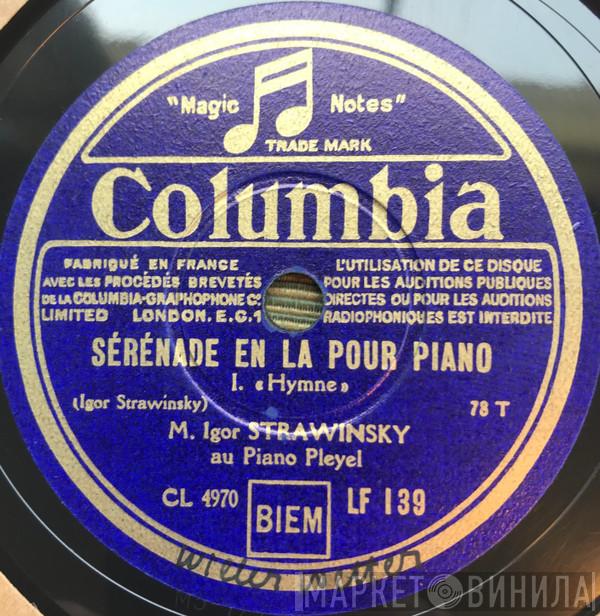 "Magic Notes"
TRADE MARK
Columbia
FABRIQUÉ EN FRANCE
AVEC LES PROCÉDÉS BREVETÉS
DE LA COLUMBIA-GRAPHOPHONE Cº
LIMITED LONDON. E.C.1
L'UTILISATION DE CE DISQUE
POUR LES AUDITIONS PUBLIQUES
DIRECTES OU POUR LES AUDITIONS
RADIOPHONIQUES EST INTERDITE
SÉRÉNADE EN LA POUR PIANO
I. «Hymne»
(Igor Strawinsky)
78 T
M. Igor STRAWINSKY
au Piano Pleyel
CL 4970
BIEM
LF 139
МАРКЕТ ВИНИЛА